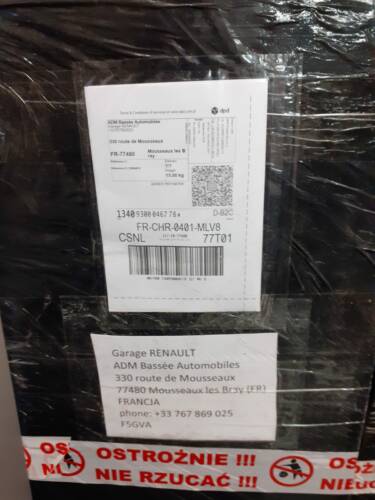 dpd
ADM Bassée Automobiles
330 route de Mousseaux
FR-77480 Mousseaux les B
ray
D-B2C
FR-CHR-0401-MLV8
CSNL 77T01
Garage RENAULT
ADM Bassée Automobiles
330 route de Mousseaux
77480 Mousseaux les Bray (FR)
FRANCJA
phone: +33 767 869 025
F5GVA
OSTROŻNIE !!! OS
NIE RZUCAĆ !!! NIE